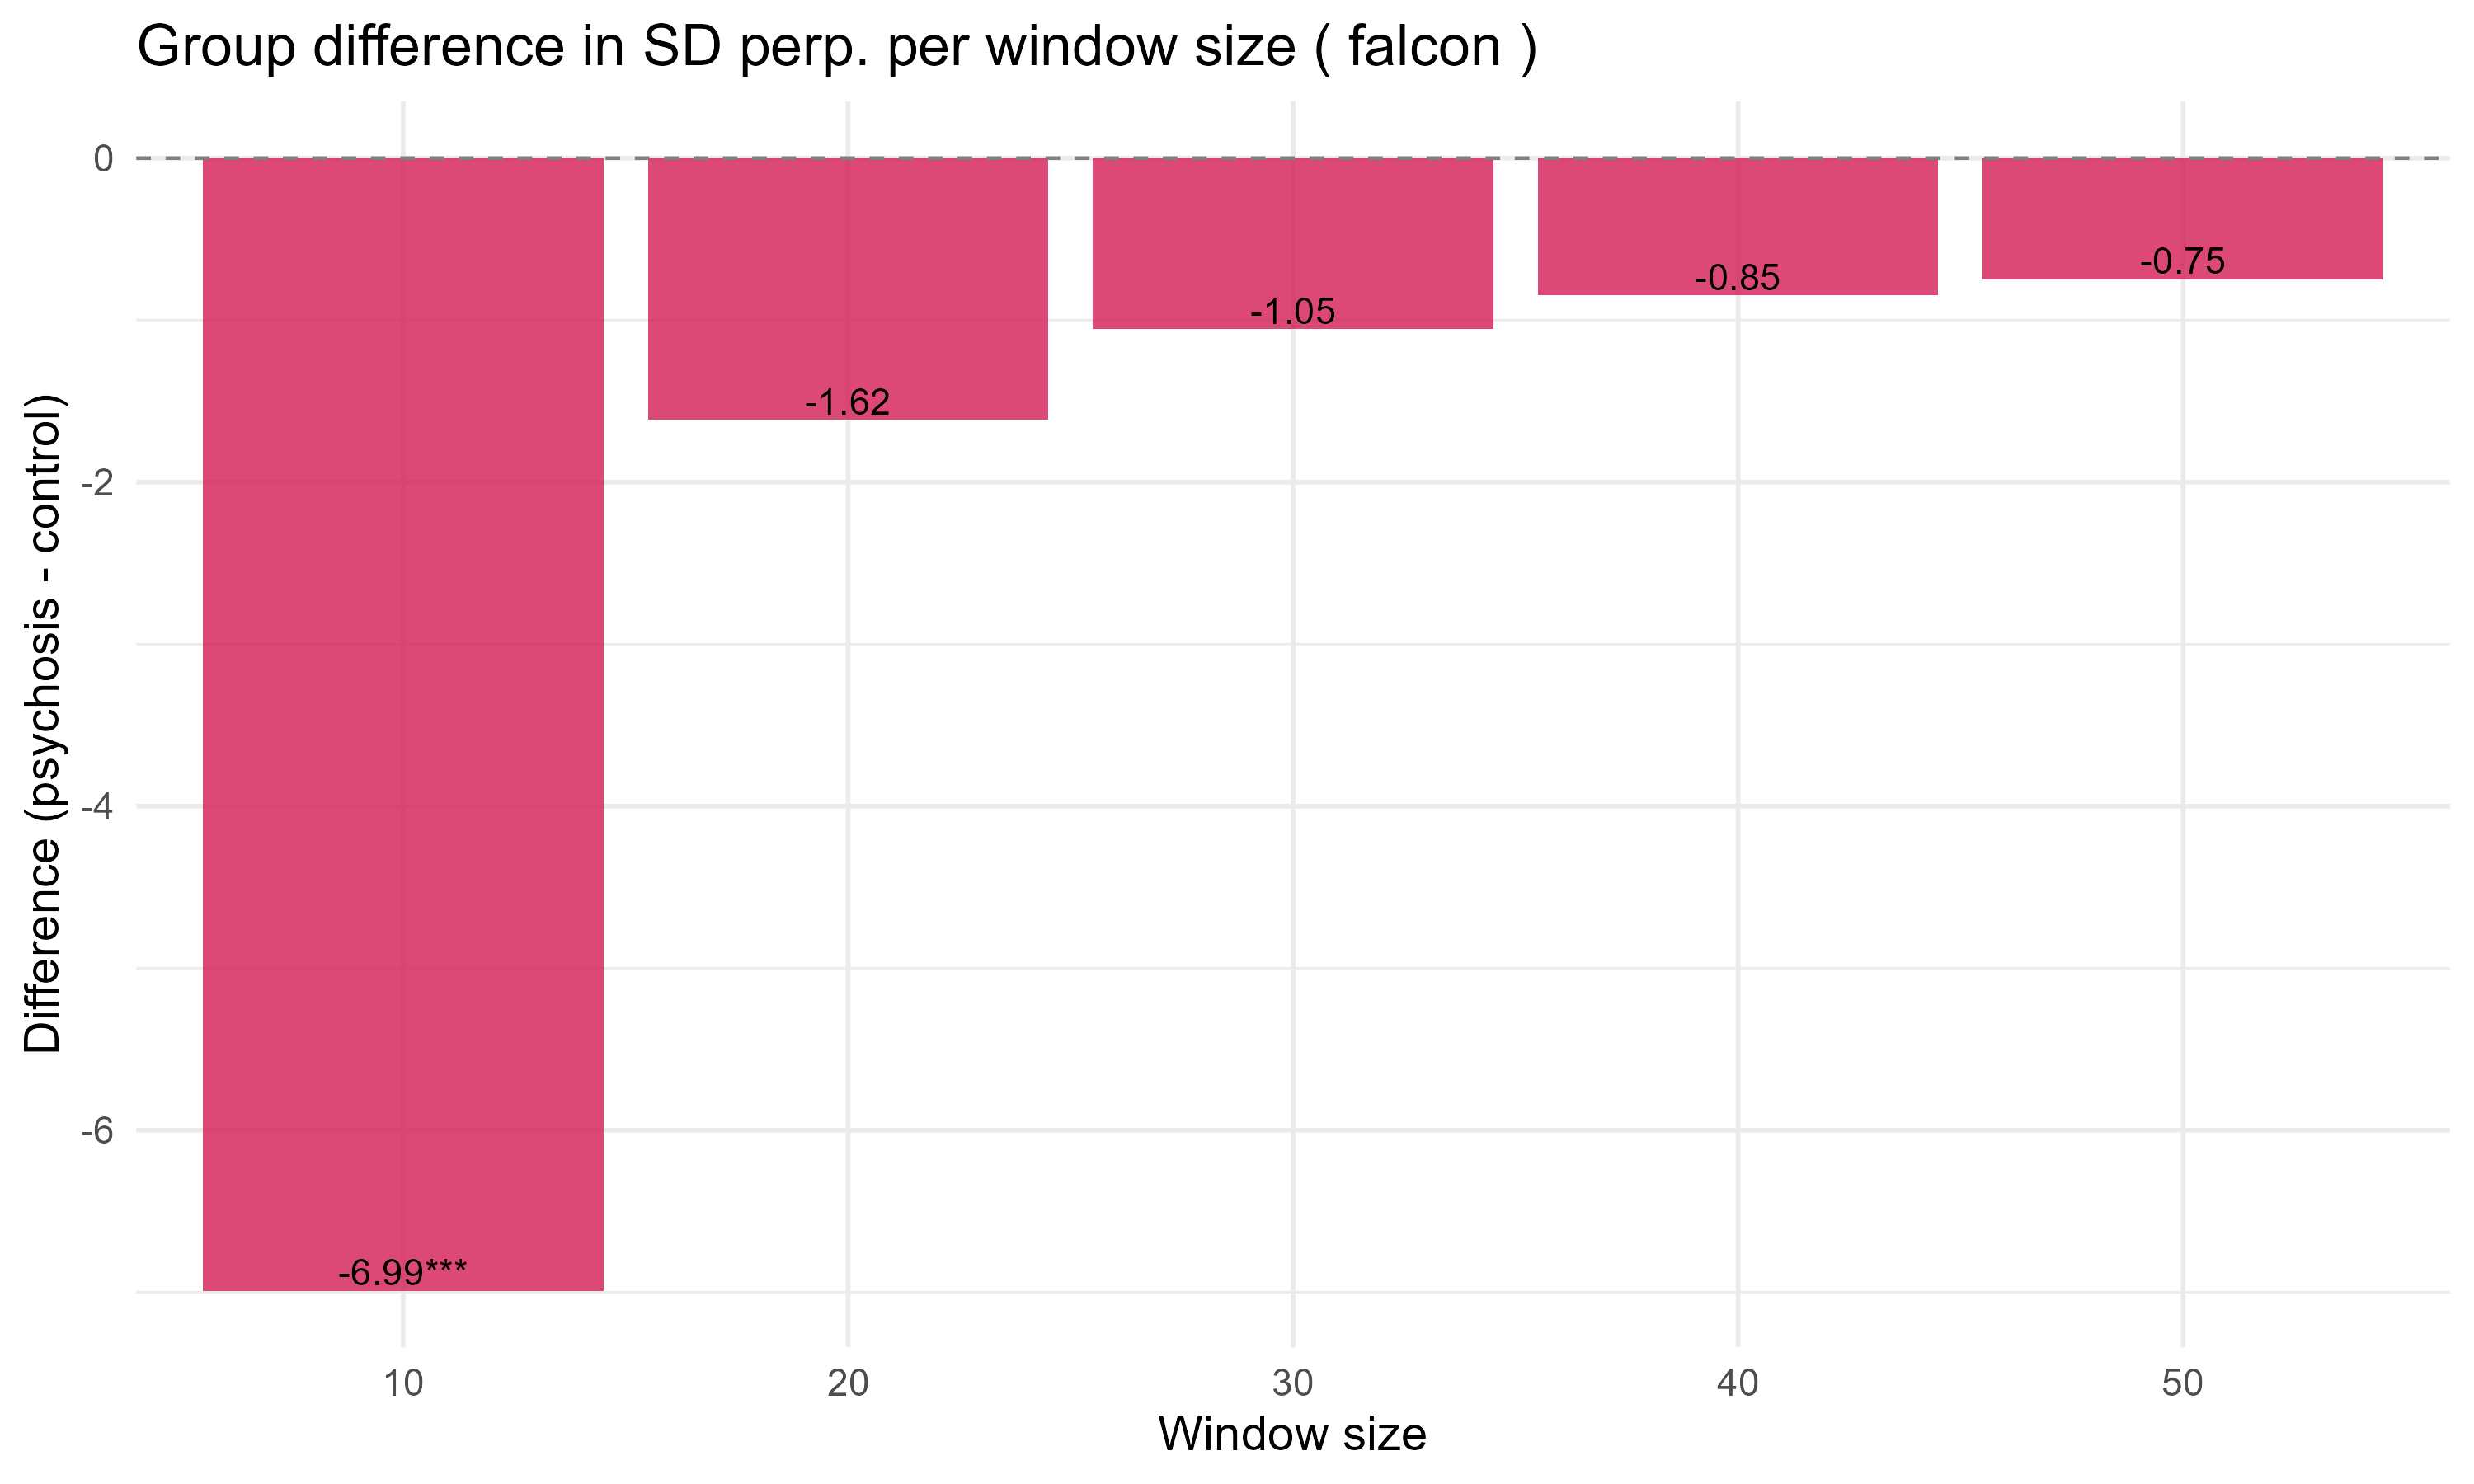 Group difference in SD perp. per window size ( falcon )
Difference (psychosis - control)
0
-2
-4
-6
-6.99***
-1.62
-1.05
-0.85
-0.75
10 20 30 40 50
Window size